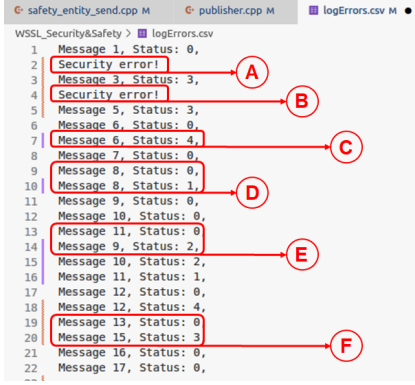 safety_entity_send.cpp M publisher.cpp M logErrors.csv M
WSSL_Security&Safety > logErrors.csv
1 Message 1, Status: 0,
2 Security error! A
3 Message 3, Status: 3,
4 Security error! B
5 Message 5, Status: 3,
6 Message 6, Status: 0,
7 Message 6, Status: 4, C
8 Message 7, Status: 0,
9 Message 8, Status: 0,
10 Message 8, Status: 1, D
11 Message 9, Status: 0,
12 Message 10, Status: 0,
13 Message 11, Status: 0
14 Message 9, Status: 2, E
15 Message 10, Status: 2,
16 Message 11, Status: 1,
17 Message 12, Status: 0,
18 Message 12, Status: 4,
19 Message 13, Status: 0
20 Message 15, Status: 3 F
21 Message 16, Status: 0,
22 Message 17, Status: 0,